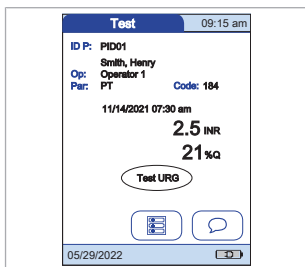 Test 09:15 am
ID P: PID01
Smith, Henry
Op: Operator 1
Par: PT Code: 184
11/14/2021 07:30 am
2.5 INR
21 %Q
Test URG
05/29/2022